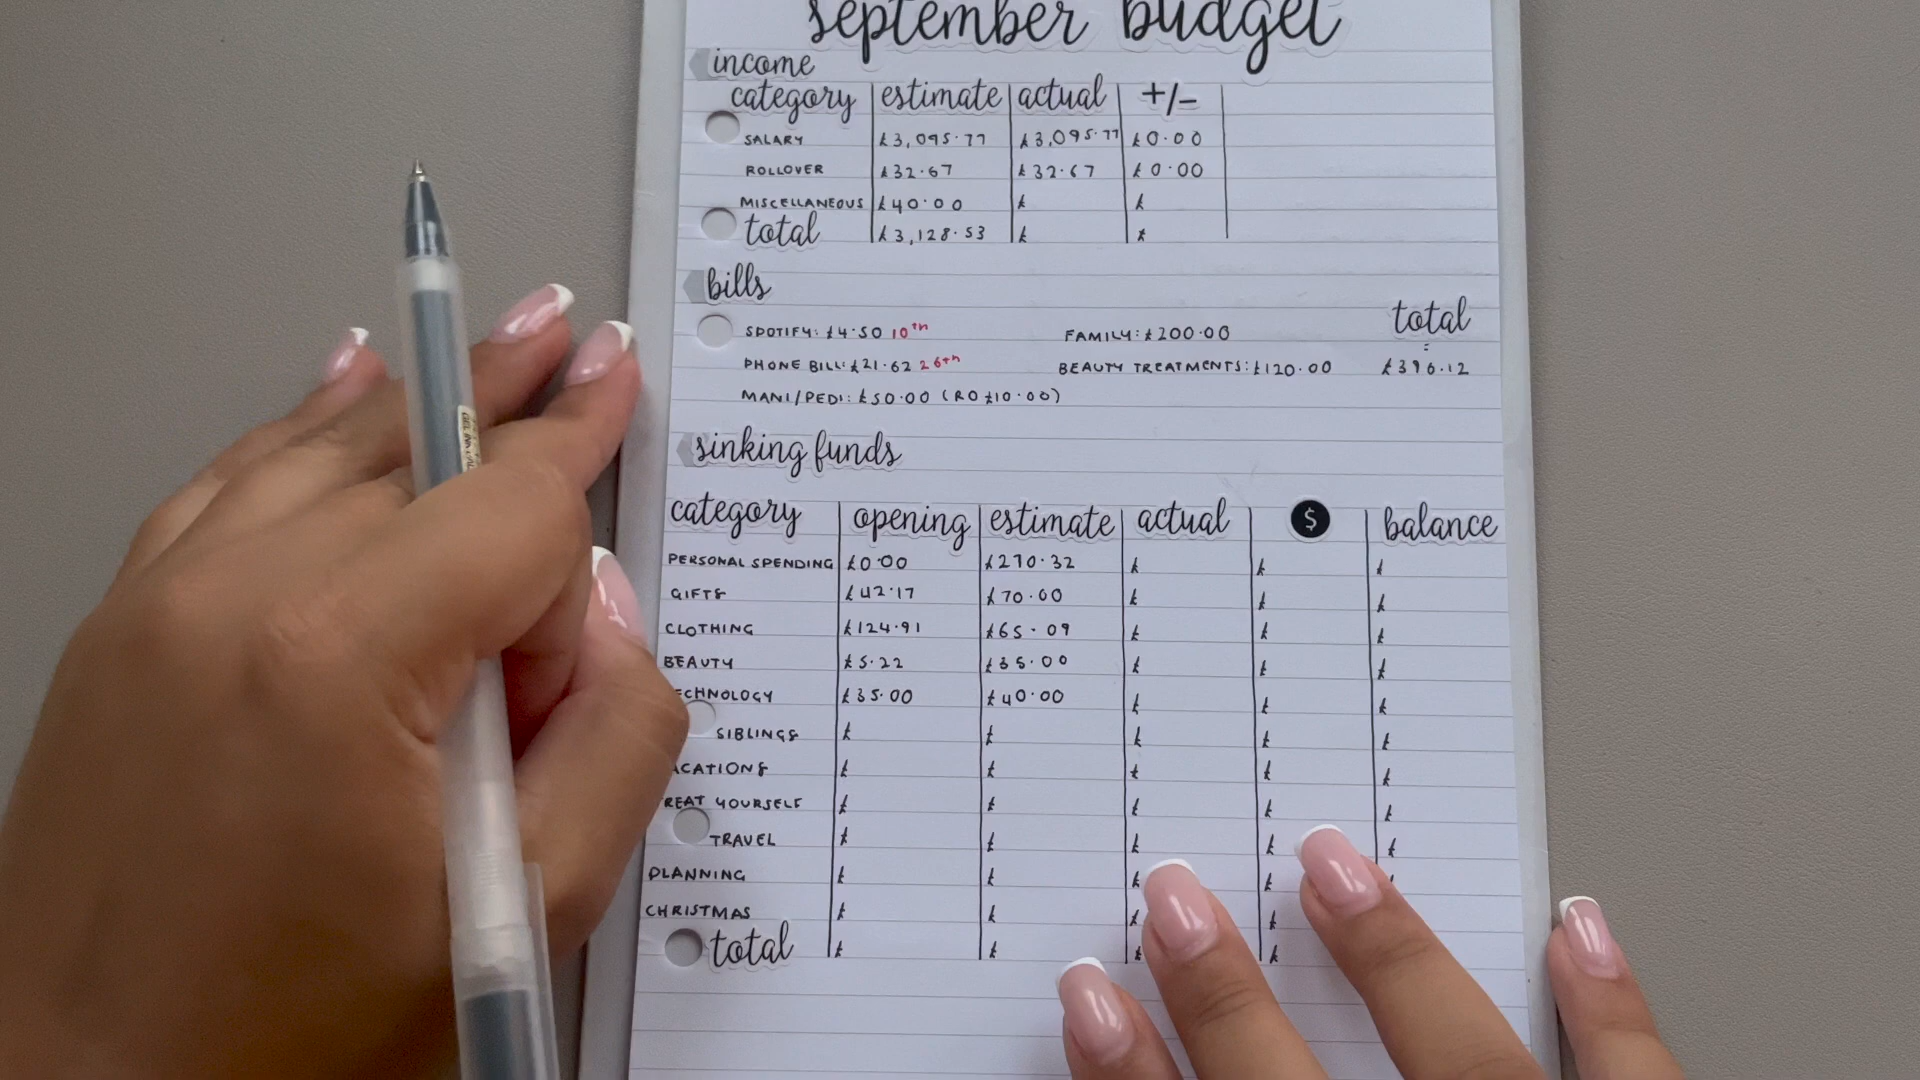 september budget
income
category estimate actual +/-
SALARY £3,095.77 £3,095.77 £0.00
ROLLOVER £32.67 £32.67 £0.00
MISCELLANEOUS £40.00 £ £
total £3,128.53 £ £
bills
total
SPOTIFY: £4.50 10th FAMILY: £200.00 =
PHONE BILL: £21.62 26th BEAUTY TREATMENTS: £120.00 £396.12
MANI/PEDI: £50.00 (RO £10.00)
sinking funds
category opening estimate actual $ balance
PERSONAL SPENDING £0.00 £270.32 £ £ £
GIFTS £42.17 £70.00 £ £ £
CLOTHING £124.91 £65.09 £ £ £
BEAUTY £5.22 £35.00 £ £ £
ECHNOLOGY £35.00 £40.00 £ £ £
SIBLINGS £ £ £ £ £
ACATIONS £ £ £ £ £
REAT YOURSELF £ £ £ £ £
TRAVEL £ £ £ £ £
PLANNING £ £ £ £
CHRISTMAS £ £ £ £
total £ £ £ £